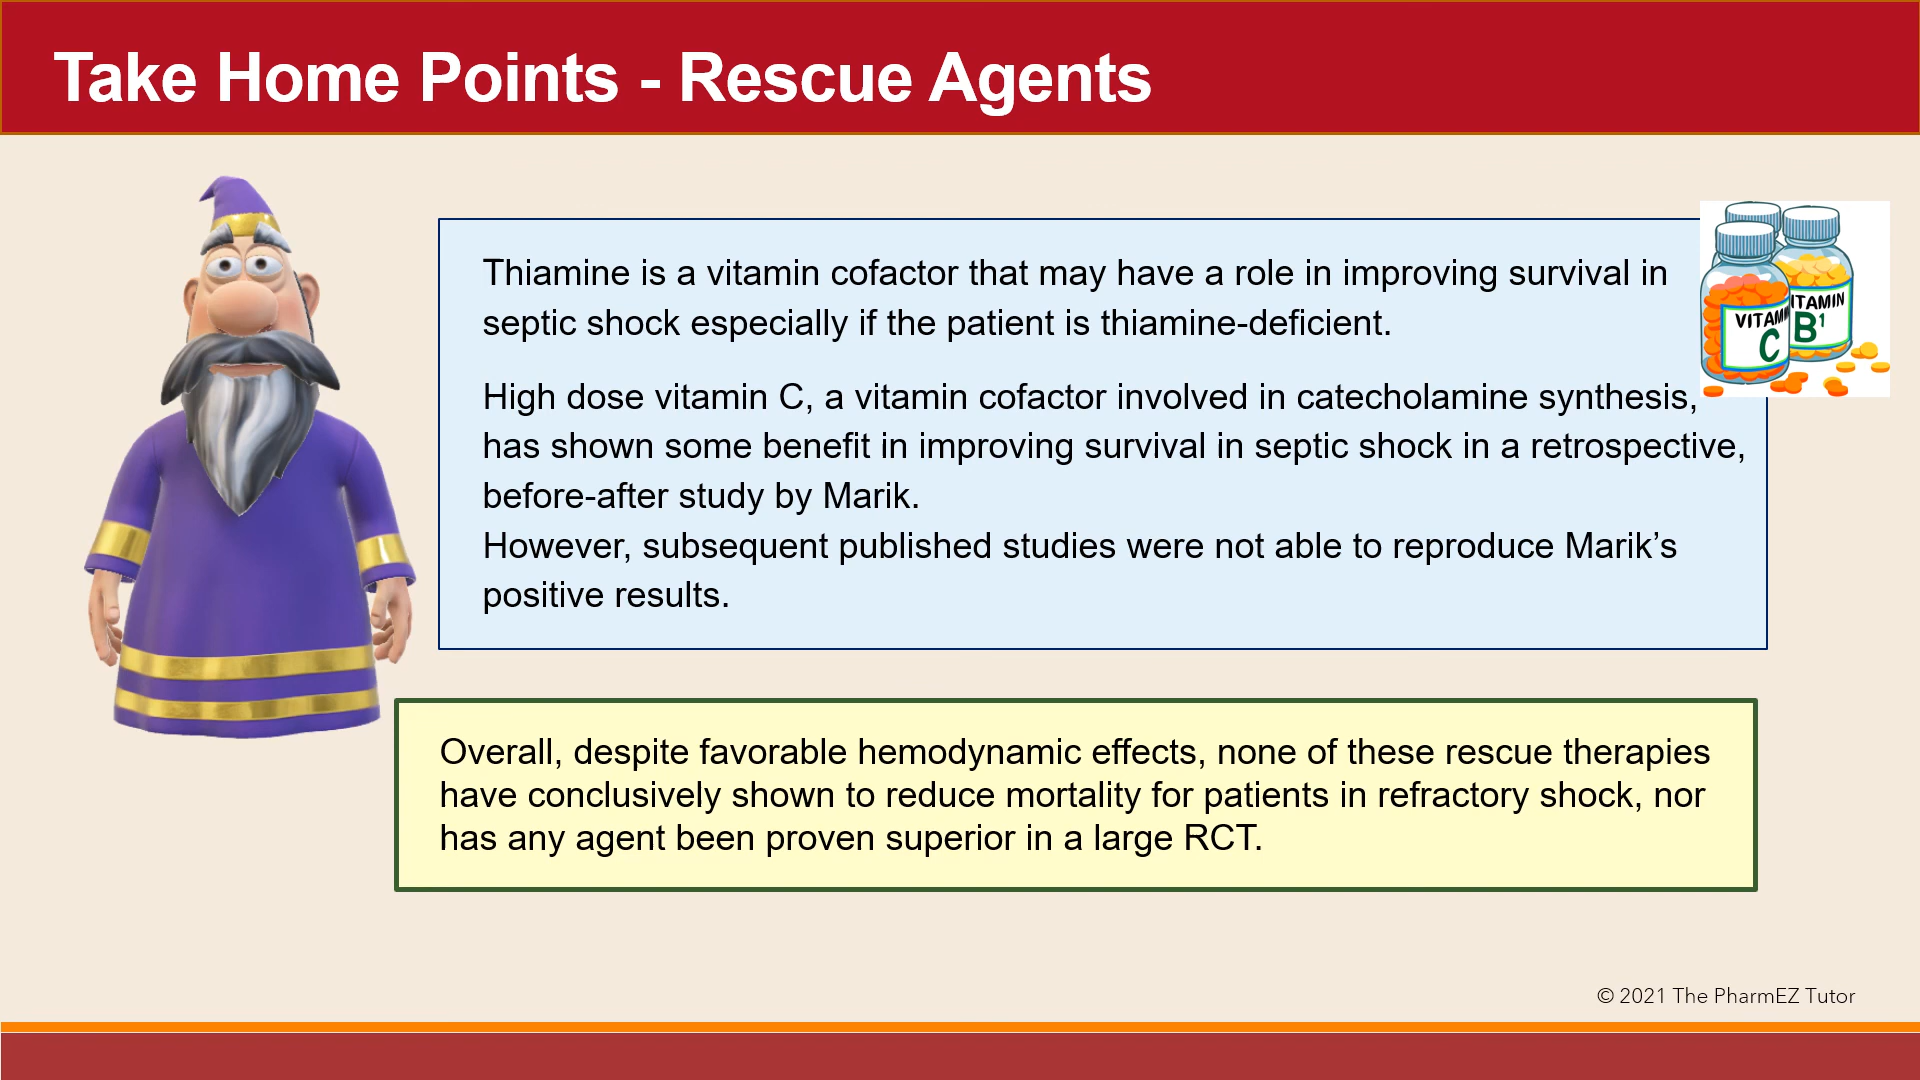 Take Home Points - Rescue Agents
Thiamine is a vitamin cofactor that may have a role in improving survival in
septic shock especially if the patient is thiamine-deficient.
High dose vitamin C, a vitamin cofactor involved in catecholamine synthesis,
has shown some benefit in improving survival in septic shock in a retrospective,
before-after study by Marik.
However, subsequent published studies were not able to reproduce Marik’s
positive results.
VITAM
C
ITAMIN
B¹
Overall, despite favorable hemodynamic effects, none of these rescue therapies
have conclusively shown to reduce mortality for patients in refractory shock, nor
has any agent been proven superior in a large RCT.
© 2021 The PharmEZ Tutor